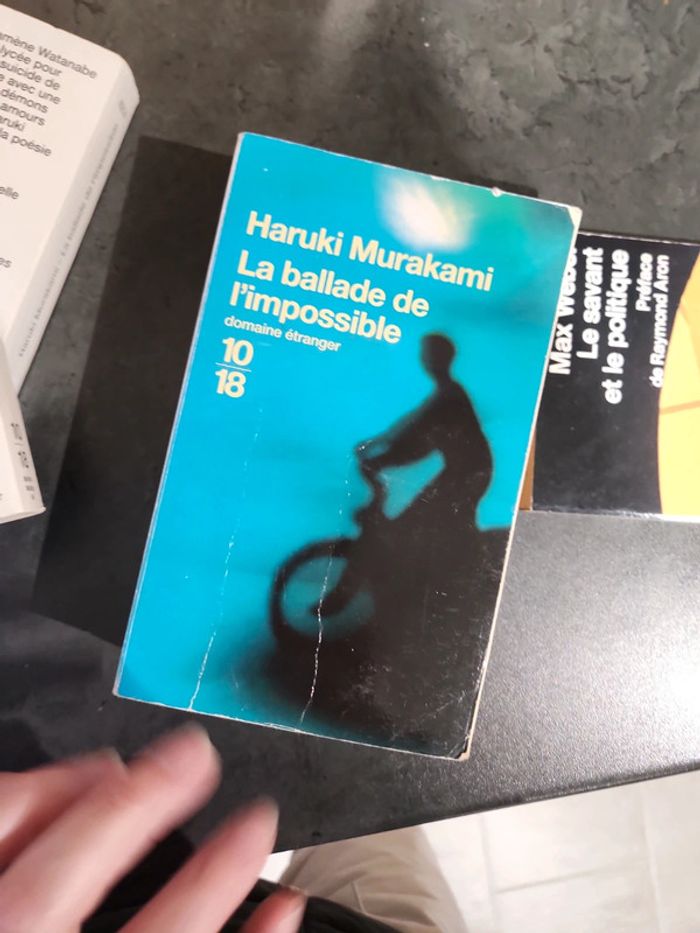 mène Watanabe
lycée pour
suicide de
avec une
démons
amours
la poésie
Haruki Murakami
La ballade de
l'impossible
domaine étranger
10
18
Max Weber
Le savant
et le politique
Préface
de Raymond Aron